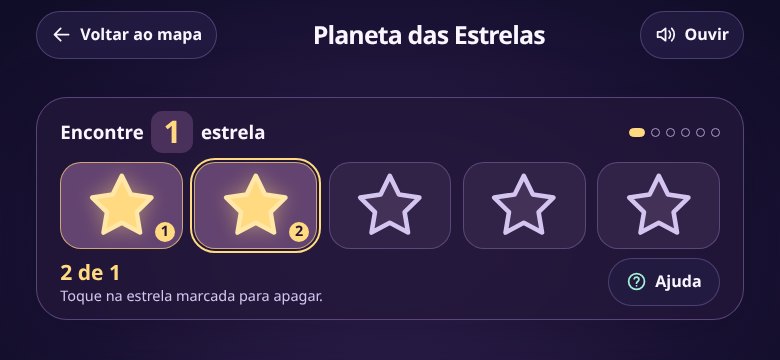 Voltar ao mapa
Planeta das Estrelas
Ouvir
Encontre 1 estrela
1
2
2 de 1
Toque na estrela marcada para apagar.
Ajuda